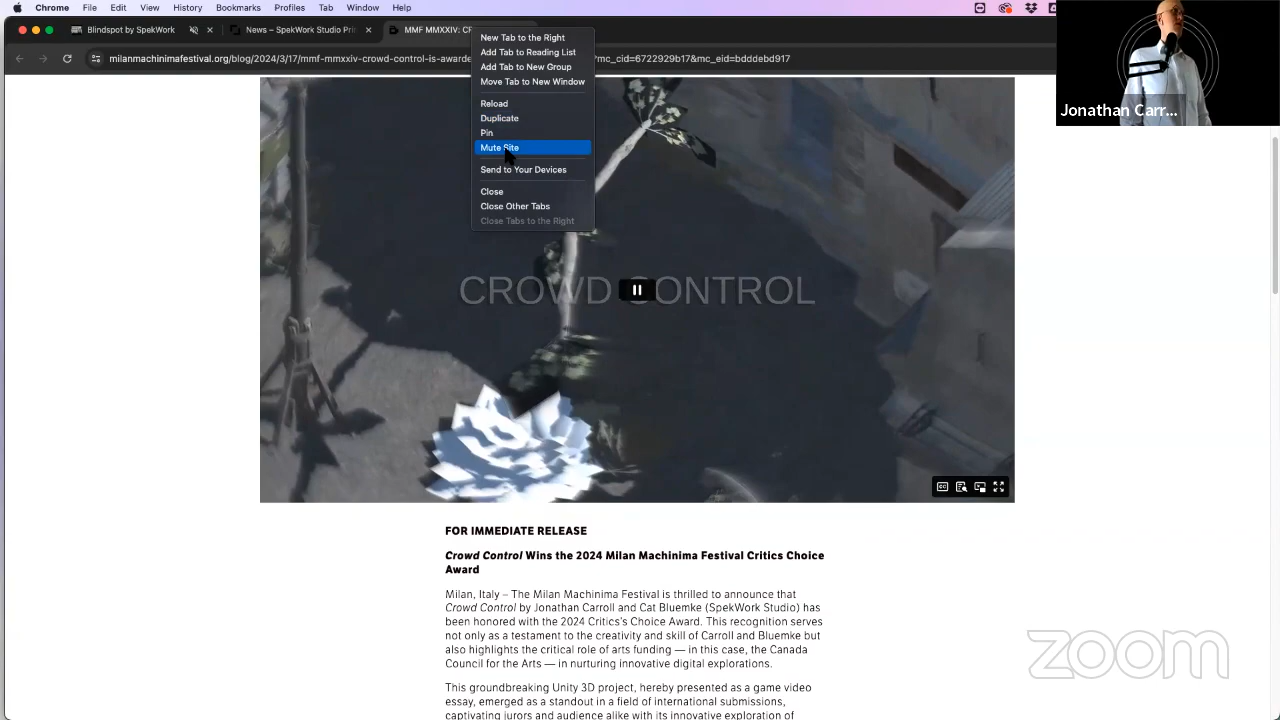 Chrome File Edit View History Bookmarks Profiles Tab Window Help
Blindspot by SpekWork
News – SpekWork Studio Pri
MMF MMXXIV: C
milanmachinimafestival.org/blog/2024/3/17/mmf-mmxxiv-crowd-control-is-awarde
?mc_cid=6722929b17&mc_eid=bdddebd917
New Tab to the Right
Add Tab to Reading List
Add Tab to New Group
Move Tab to New Window
Reload
Duplicate
Pin
Mute Site
Send to Your Devices
Close
Close Other Tabs
Close Tabs to the Right
Jonathan Carr...
CROWD CONTROL
CC
FOR IMMEDIATE RELEASE
Crowd Control Wins the 2024 Milan Machinima Festival Critics Choice
Award
Milan, Italy – The Milan Machinima Festival is thrilled to announce that
Crowd Control by Jonathan Carroll and Cat Bluemke (SpekWork Studio) has
been honored with the 2024 Critics's Choice Award. This recognition serves
not only as a testament to the creativity and skill of Carroll and Bluemke but
also highlights the critical role of arts funding — in this case, the Canada
Council for the Arts — in nurturing innovative digital explorations.
This groundbreaking Unity 3D project, hereby presented as a game video
essay, emerged as a standout in a field of international submissions,
captivating jurors and audience alike with its innovative exploration of
zoom